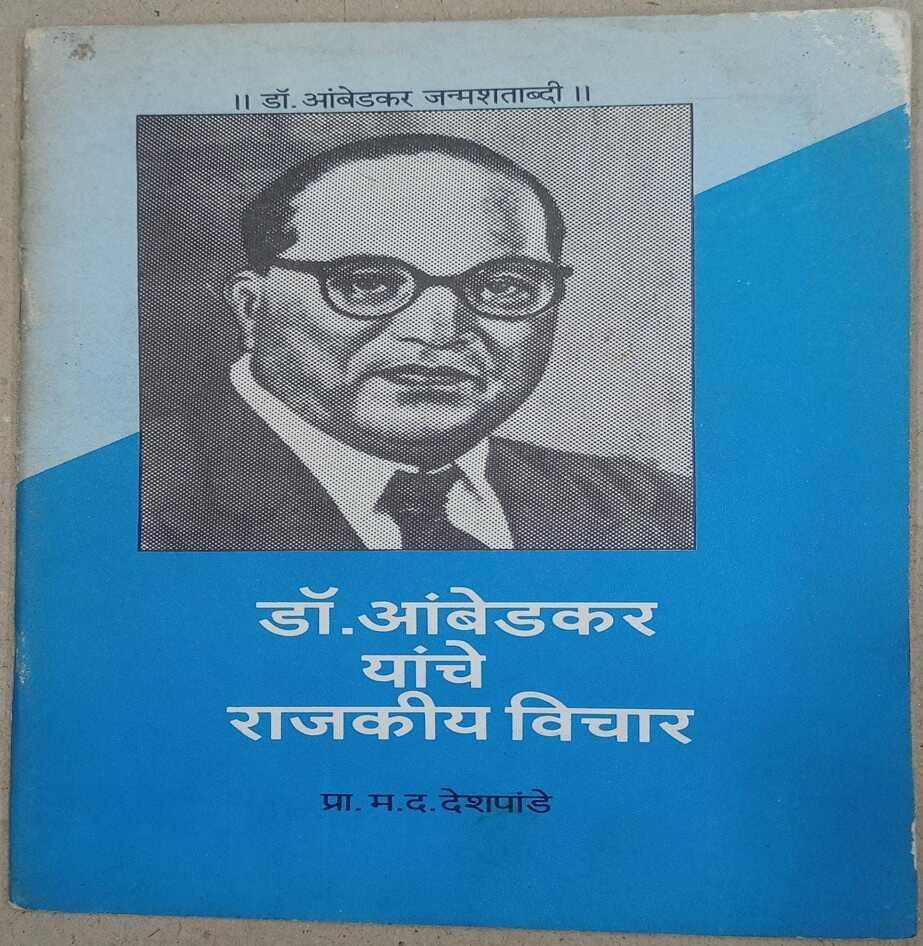 ।। डॉ. आंबेडकर जन्मशताब्दी ।।
डॉ.आंबेडकर
यांचे
राजकीय विचार
प्रा. म.द.देशपांडे